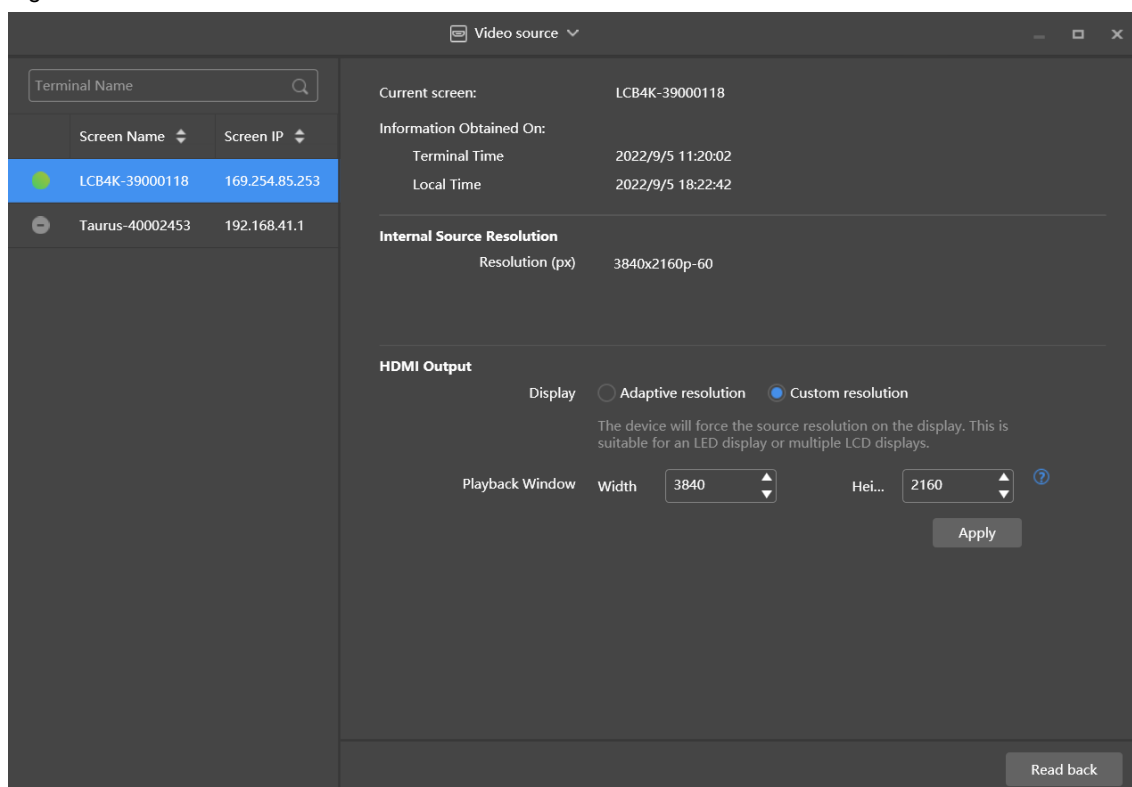 Video source
Terminal Name
Screen Name Screen IP
LCB4K-39000118 169.254.85.253
Taurus-40002453 192.168.41.1
Current screen: LCB4K-39000118
Information Obtained On:
Terminal Time 2022/9/5 11:20:02
Local Time 2022/9/5 18:22:42
Internal Source Resolution
Resolution (px) 3840x2160p-60
HDMI Output
Display Adaptive resolution Custom resolution
The device will force the source resolution on the display. This is
suitable for an LED display or multiple LCD displays.
Playback Window Width 3840 Hei... 2160 ?
Apply
Read back